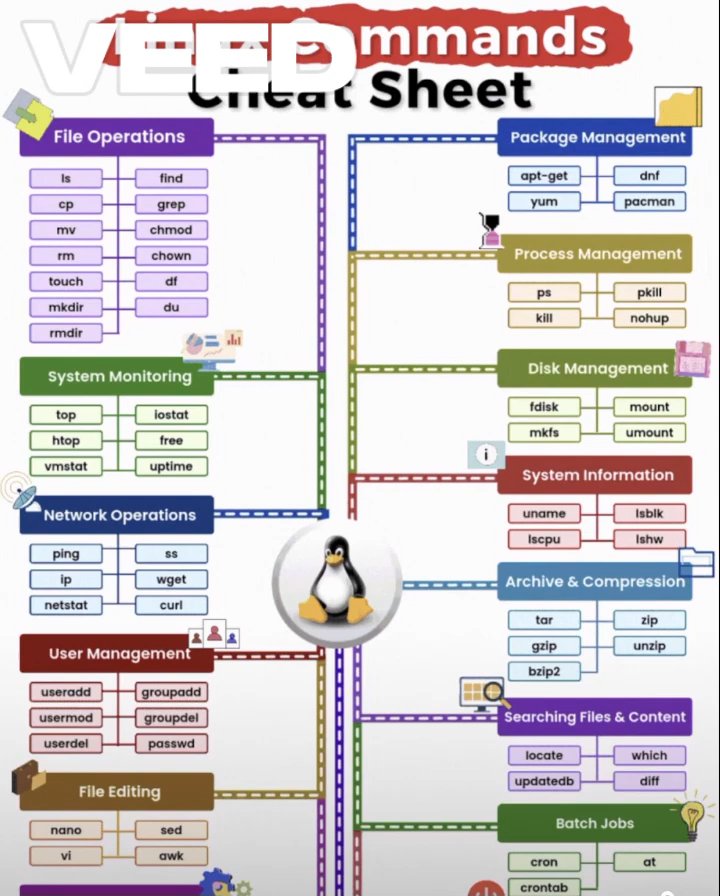 VEED
Linux Commands
Cheat Sheet
File Operations
ls
find
cp
grep
mv
chmod
rm
chown
touch
df
mkdir
du
rmdir
System Monitoring
top
iostat
htop
free
vmstat
uptime
Network Operations
ping
ss
ip
wget
netstat
curl
User Management
useradd
groupadd
usermod
groupdel
userdel
passwd
File Editing
nano
sed
vi
awk
Package Management
apt-get
dnf
yum
pacman
Process Management
ps
pkill
kill
nohup
Disk Management
fdisk
mount
mkfs
umount
i
System Information
uname
lsblk
lscpu
lshw
Archive & Compression
tar
zip
gzip
unzip
bzip2
Searching Files & Content
locate
which
updatedb
diff
Batch Jobs
cron
at
crontab